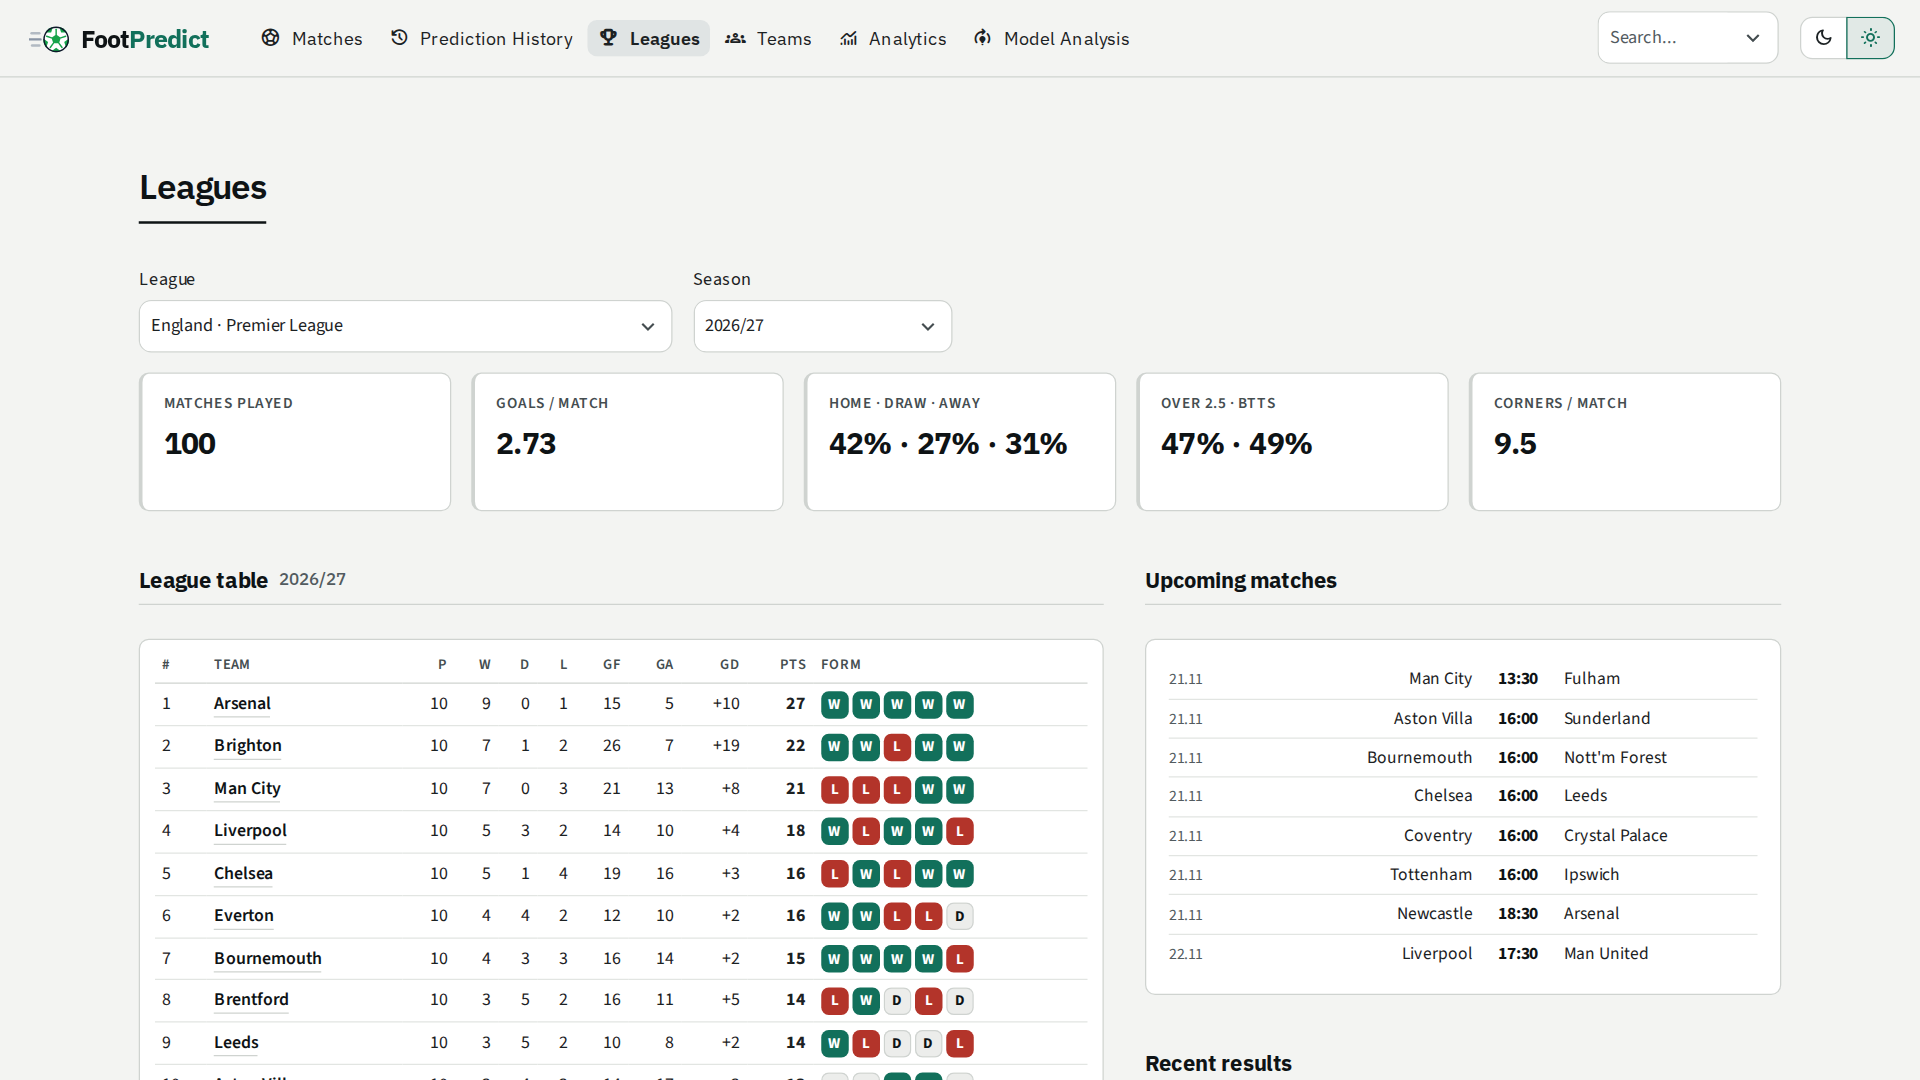 FootPredict Matches Prediction History Leagues Teams Analytics Model Analysis Search...
Leagues
League Season
England · Premier League 2026/27
MATCHES PLAYED GOALS / MATCH HOME · DRAW · AWAY OVER 2.5 · BTTS CORNERS / MATCH
100 2.73 42% · 27% · 31% 47% · 49% 9.5
League table 2026/27
# TEAM P W D L GF GA GD PTS FORM
1 Arsenal 10 9 0 1 15 5 +10 27 W W W W W
2 Brighton 10 7 1 2 26 7 +19 22 W W L W W
3 Man City 10 7 0 3 21 13 +8 21 L L L W W
4 Liverpool 10 5 3 2 14 10 +4 18 W L W W L
5 Chelsea 10 5 1 4 19 16 +3 16 L W L W W
6 Everton 10 4 4 2 12 10 +2 16 W W L L D
7 Bournemouth 10 4 3 3 16 14 +2 15 W W W W L
8 Brentford 10 3 5 2 16 11 +5 14 L W D L D
9 Leeds 10 3 5 2 10 8 +2 14 W L D D L
Upcoming matches
21.11 Man City 13:30 Fulham
21.11 Aston Villa 16:00 Sunderland
21.11 Bournemouth 16:00 Nott'm Forest
21.11 Chelsea 16:00 Leeds
21.11 Coventry 16:00 Crystal Palace
21.11 Tottenham 16:00 Ipswich
21.11 Newcastle 18:30 Arsenal
22.11 Liverpool 17:30 Man United
Recent results